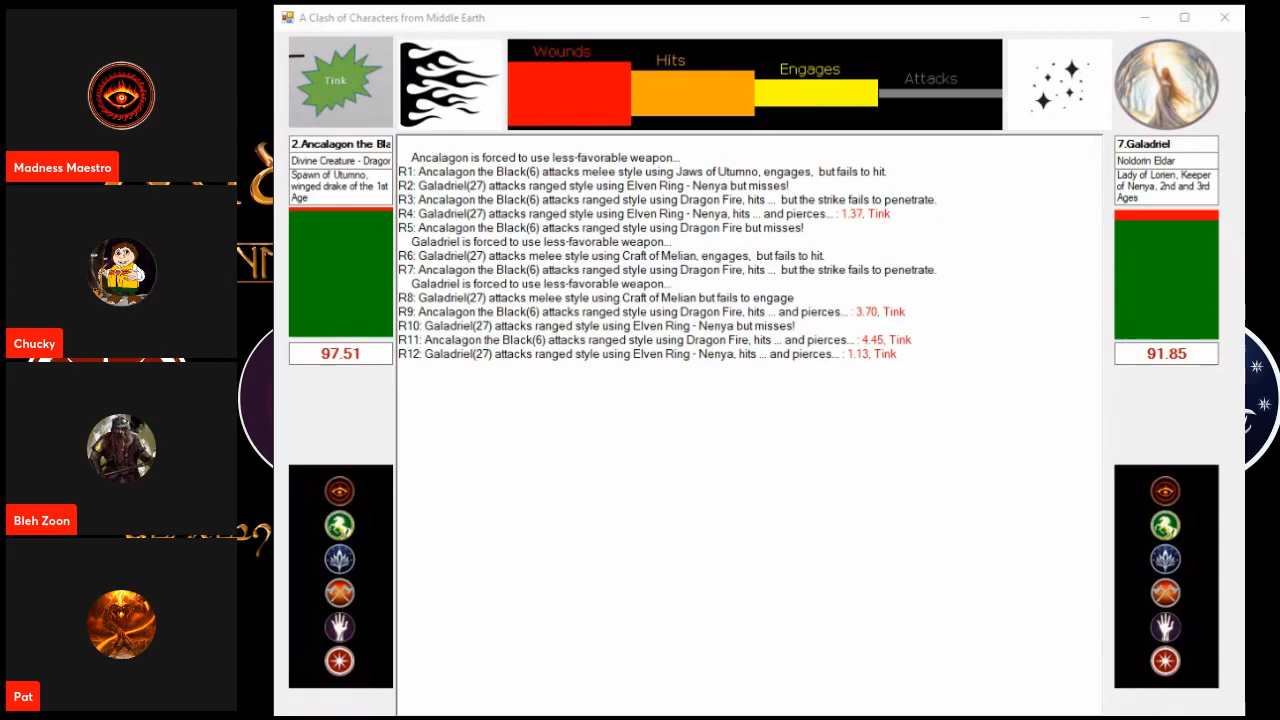 A Clash of Characters from Middle Earth
Tink
Wounds
Hits
Engages
Attacks
2.Ancalagon the Bla
Divine Creature - Dragon
Spawn of Utumno,
winged drake of the 1st
Age
97.51
Ancalagon is forced to use less-favorable weapon...
R1: Ancalagon the Black(6) attacks melee style using Jaws of Utumno, engages,  but fails to hit.
R2: Galadriel(27) attacks ranged style using Elven Ring - Nenya but misses!
R3: Ancalagon the Black(6) attacks ranged style using Dragon Fire, hits ...  but the strike fails to penetrate.
R4: Galadriel(27) attacks ranged style using Elven Ring - Nenya, hits ... and pierces... : 1.37, Tink
R5: Ancalagon the Black(6) attacks ranged style using Dragon Fire but misses!
Galadriel is forced to use less-favorable weapon...
R6: Galadriel(27) attacks melee style using Craft of Melian, engages,  but fails to hit.
R7: Ancalagon the Black(6) attacks ranged style using Dragon Fire, hits ...  but the strike fails to penetrate.
Galadriel is forced to use less-favorable weapon...
R8: Galadriel(27) attacks melee style using Craft of Melian but fails to engage
R9: Ancalagon the Black(6) attacks ranged style using Dragon Fire, hits ... and pierces... : 3.70, Tink
R10: Galadriel(27) attacks ranged style using Elven Ring - Nenya but misses!
R11: Ancalagon the Black(6) attacks ranged style using Dragon Fire, hits ... and pierces... : 4.45, Tink
R12: Galadriel(27) attacks ranged style using Elven Ring - Nenya, hits ... and pierces... : 1.13, Tink
7.Galadriel
Noldorin Eldar
Lady of Lorien, Keeper
of Nenya, 2nd and 3rd
Ages
91.85
Madness Maestro
Chucky
Bleh Zoon
Pat